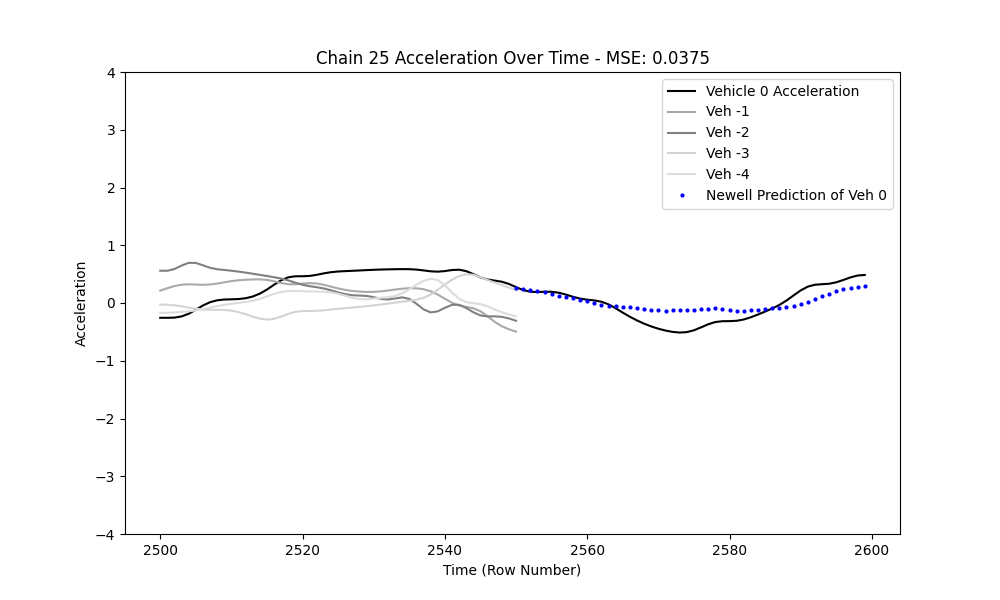 Chain 25 Acceleration Over Time - MSE: 0.0375
4
3
2
1
0
−1
−2
−3
−4
Acceleration
Vehicle 0 Acceleration
Veh -1
Veh -2
Veh -3
Veh -4
Newell Prediction of Veh 0
2500 2520 2540 2560 2580 2600
Time (Row Number)